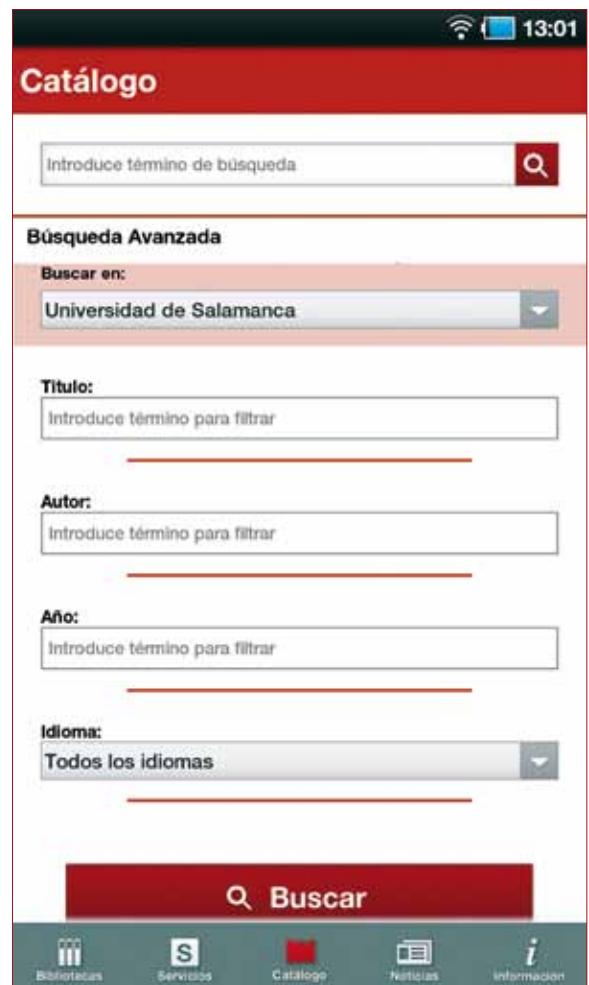 13:01
Catálogo
Introduce término de búsqueda
Búsqueda Avanzada
Buscar en:
Universidad de Salamanca
Titulo:
Introduce término para filtrar
Autor:
Introduce término para filtrar
Año:
Introduce término para filtrar
Idioma:
Todos los idiomas
Buscar
S
Bibliotecas Servicios Catálogo Noticias Información